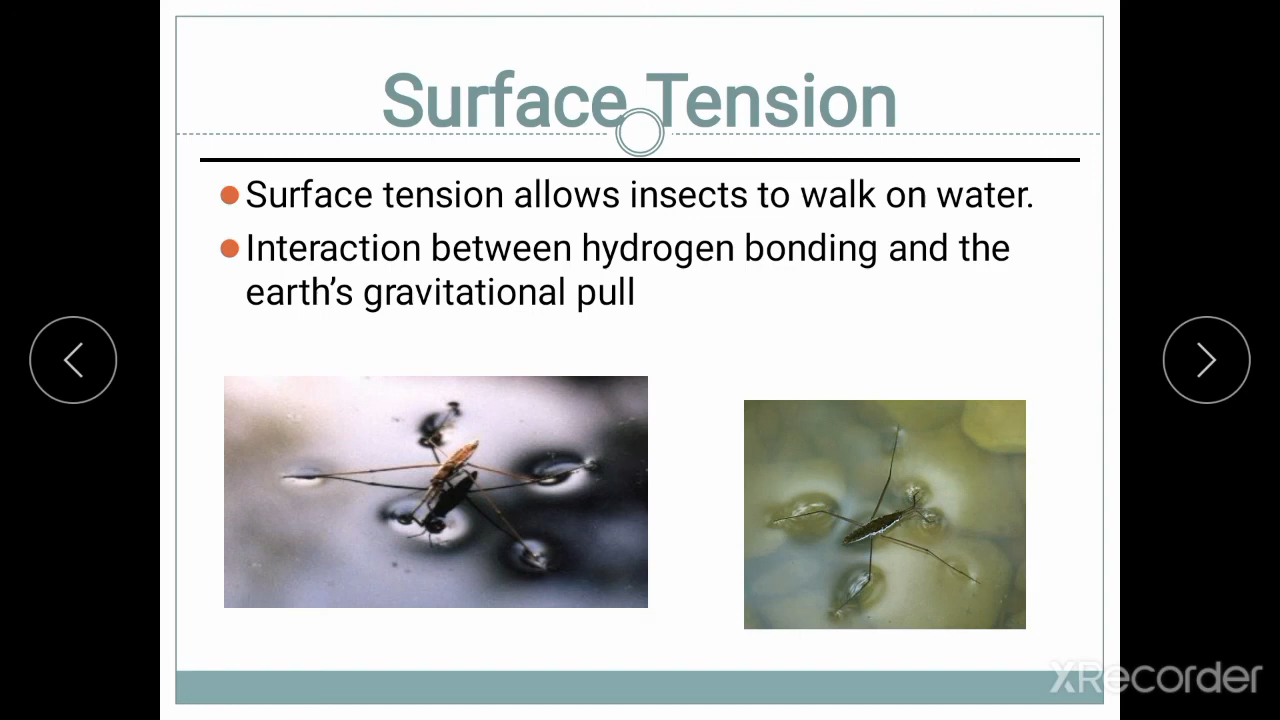 Surface Tension
Surface tension allows insects to walk on water.
Interaction between hydrogen bonding and the
earth’s gravitational pull
XRecorder